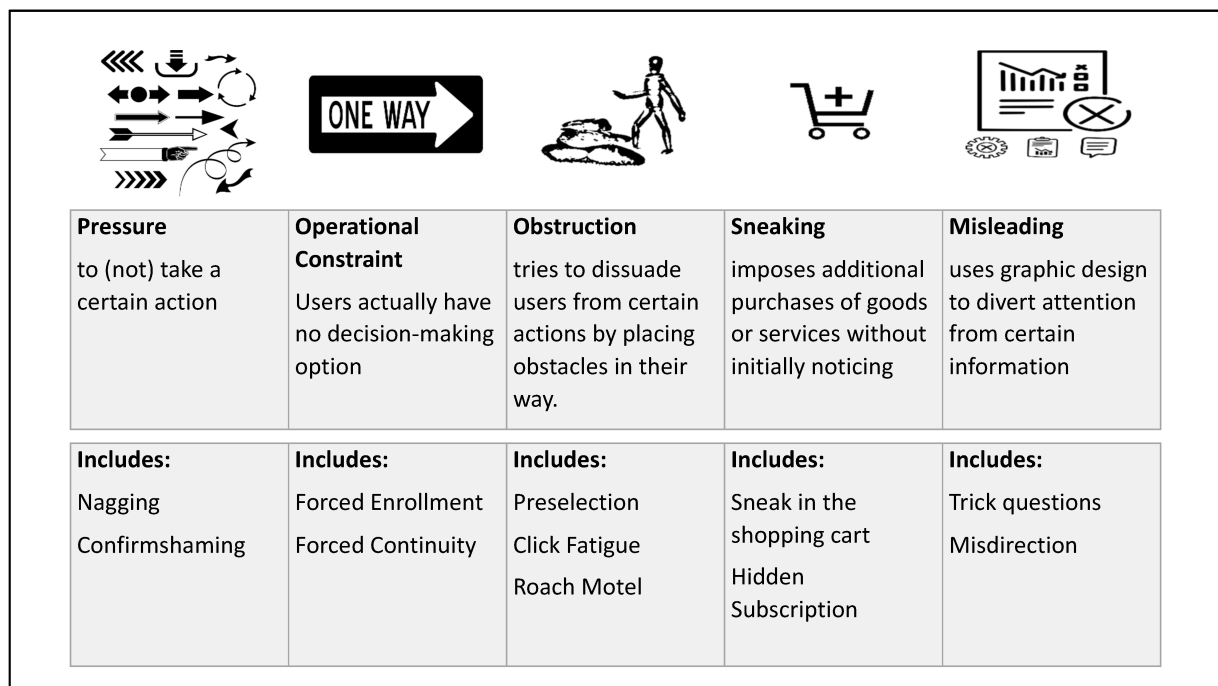 ONE WAY
Pressure
to (not) take a
certain action
Operational
Constraint
Users actually have
no decision-making
option
Obstruction
tries to dissuade
users from certain
actions by placing
obstacles in their
way.
Sneaking
imposes additional
purchases of goods
or services without
initially noticing
Misleading
uses graphic design
to divert attention
from certain
information
Includes:
Nagging
Confirmshaming
Includes:
Forced Enrollment
Forced Continuity
Includes:
Preselection
Click Fatigue
Roach Motel
Includes:
Sneak in the
shopping cart
Hidden
Subscription
Includes:
Trick questions
Misdirection